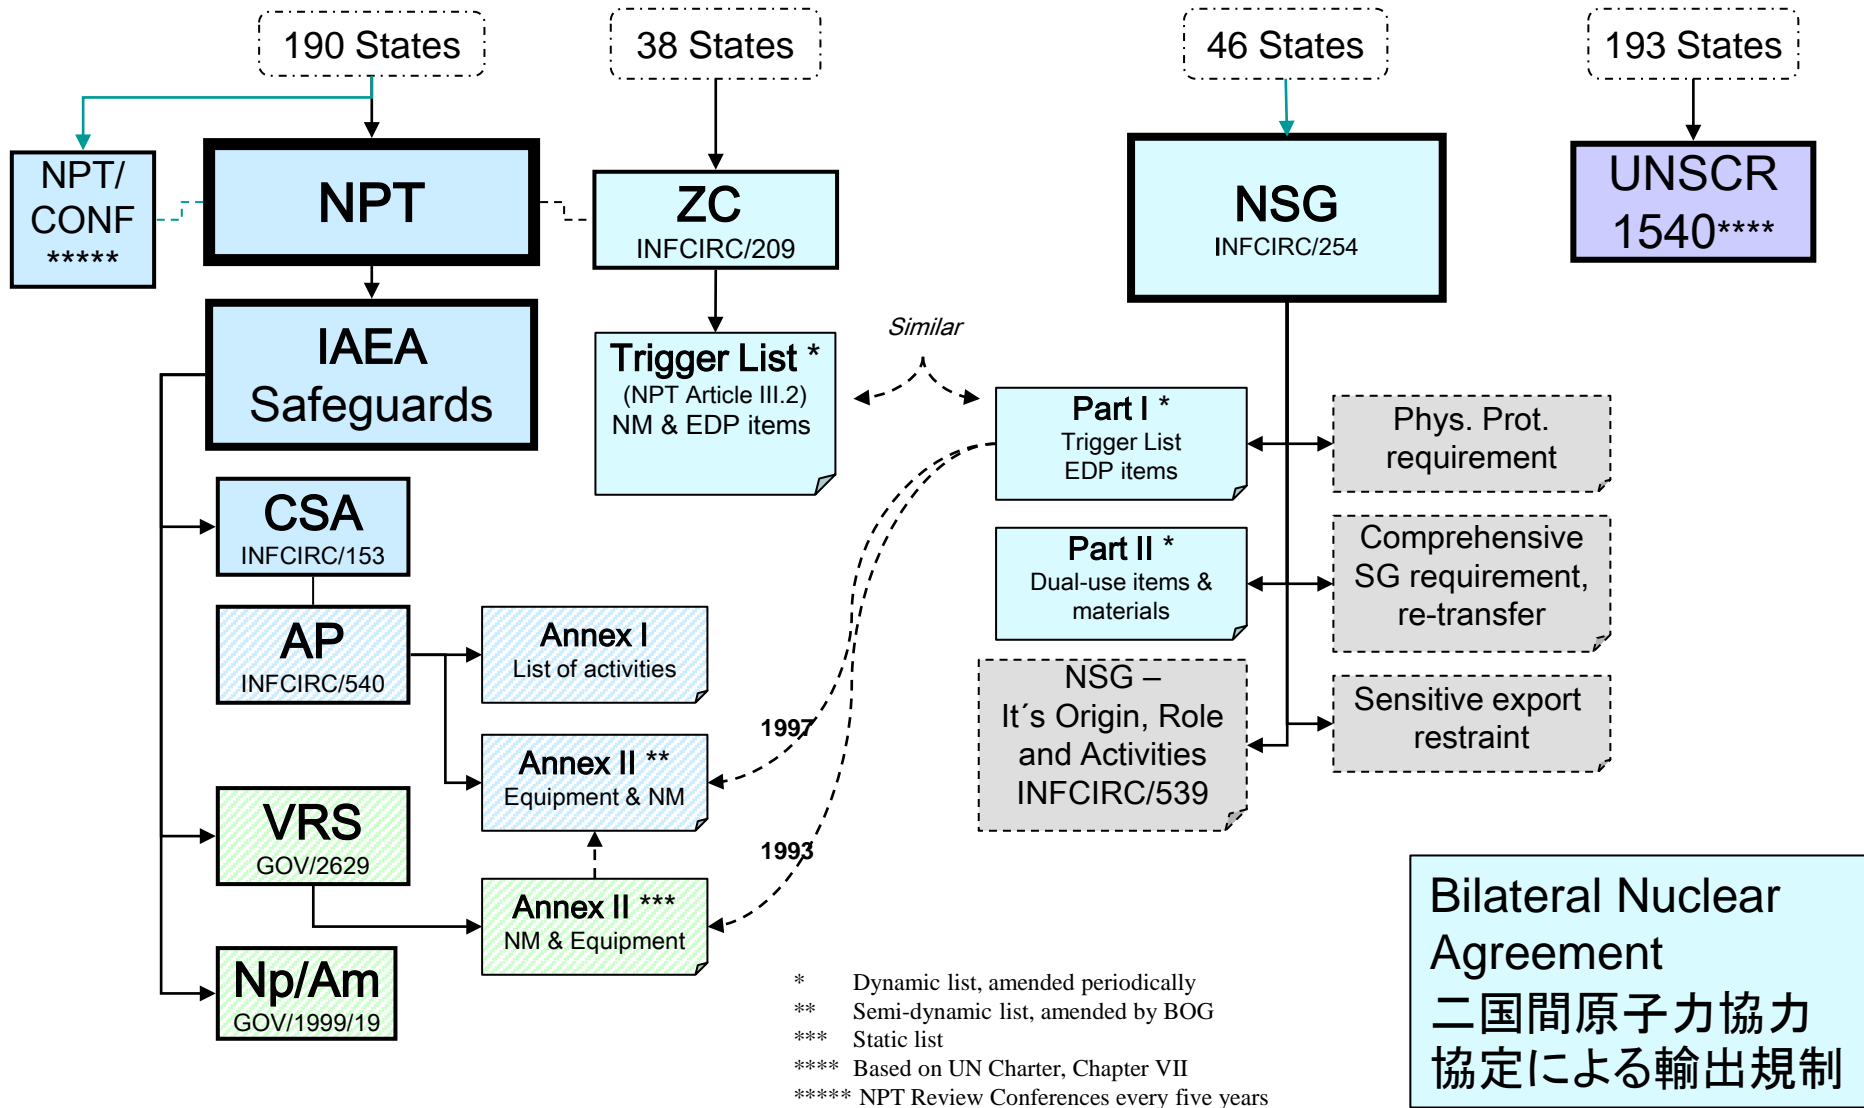 190 States
38 States
46 States
193 States
NPT/
CONF
*****
NPT
ZC
INFCIRC/209
NSG
INFCIRC/254
UNSCR
1540****
IAEA
Safeguards
Trigger List *
(NPT Article III.2)
NM & EDP items
Similar
Part I *
Trigger List
EDP items
Phys. Prot.
requirement
CSA
INFCIRC/153
Part II *
Dual-use items &
materials
Comprehensive
SG requirement,
re-transfer
AP
INFCIRC/540
Annex I
List of activities
NSG –
It´s Origin, Role
and Activities
INFCIRC/539
Sensitive export
restraint
1997
Annex II **
Equipment & NM
VRS
GOV/2629
1993
Annex II ***
NM & Equipment
Np/Am
GOV/1999/19
* Dynamic list, amended periodically
** Semi-dynamic list, amended by BOG
*** Static list
**** Based on UN Charter, Chapter VII
***** NPT Review Conferences every five years
Bilateral Nuclear
Agreement
二国間原子力協力
協定による輸出規制